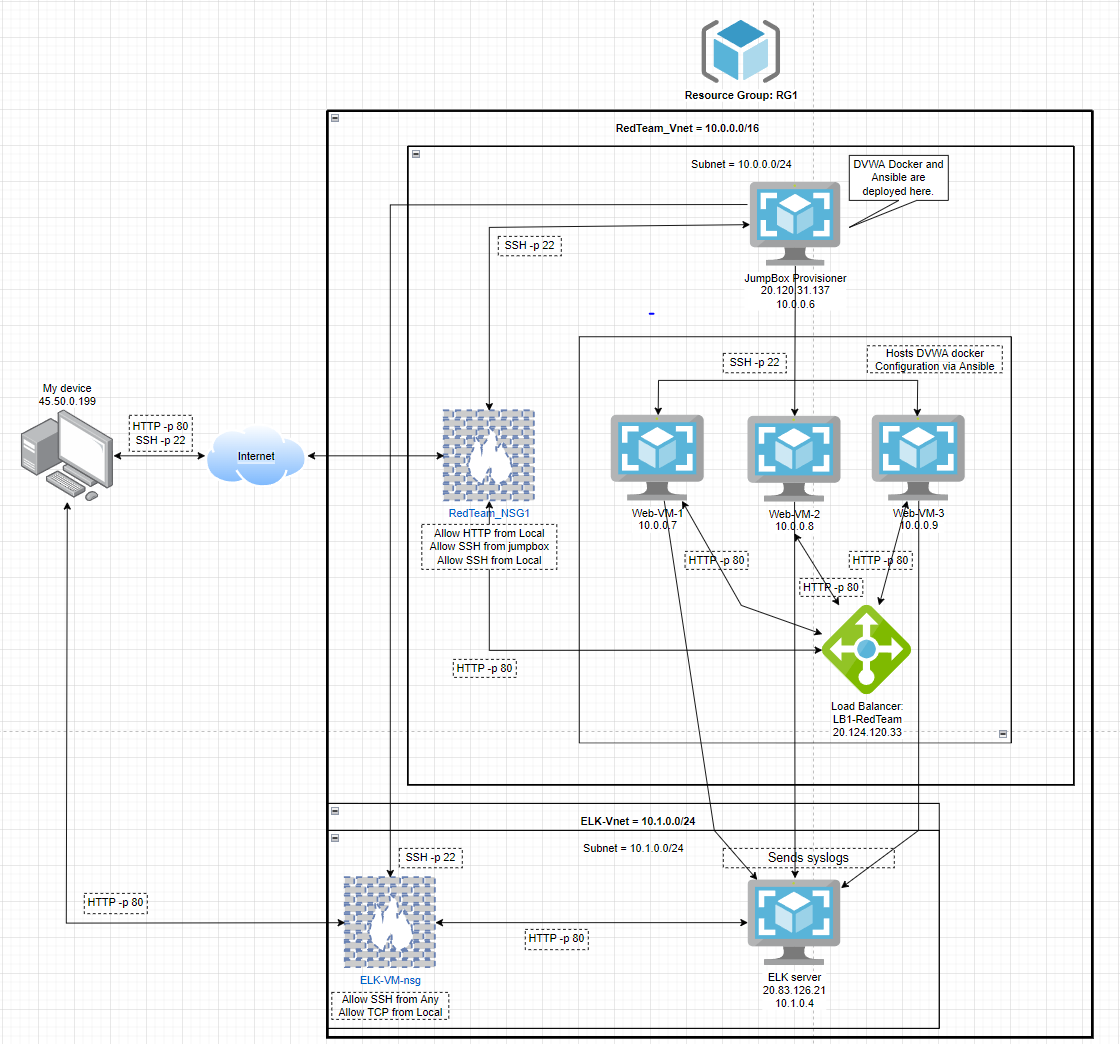 Resource Group: RG1
RedTeam_Vnet = 10.0.0.0/16
Subnet = 10.0.0.0/24
DVWA Docker and
Ansible are
deployed here.
SSH -p 22
JumpBox Provisioner
20.120.31.137
10.0.0.6
SSH -p 22
Hosts DVWA docker
Configuration via Ansible
My device
45.50.0.199
HTTP -p 80
SSH -p 22
Internet
RedTeam_NSG1
Allow HTTP from Local
Allow SSH from jumpbox
Allow SSH from Local
Web-VM-1
10.0.0.7
Web-VM-2
10.0.0.8
Web-VM-3
10.0.0.9
HTTP -p 80
HTTP -p 80
HTTP -p 80
HTTP -p 80
Load Balancer:
LB1-RedTeam
20.124.120.33
ELK-Vnet = 10.1.0.0/24
Subnet = 10.1.0.0/24
SSH -p 22
Sends syslogs
HTTP -p 80
HTTP -p 80
ELK-VM-nsg
Allow SSH from Any
Allow TCP from Local
ELK server
20.83.126.21
10.1.0.4